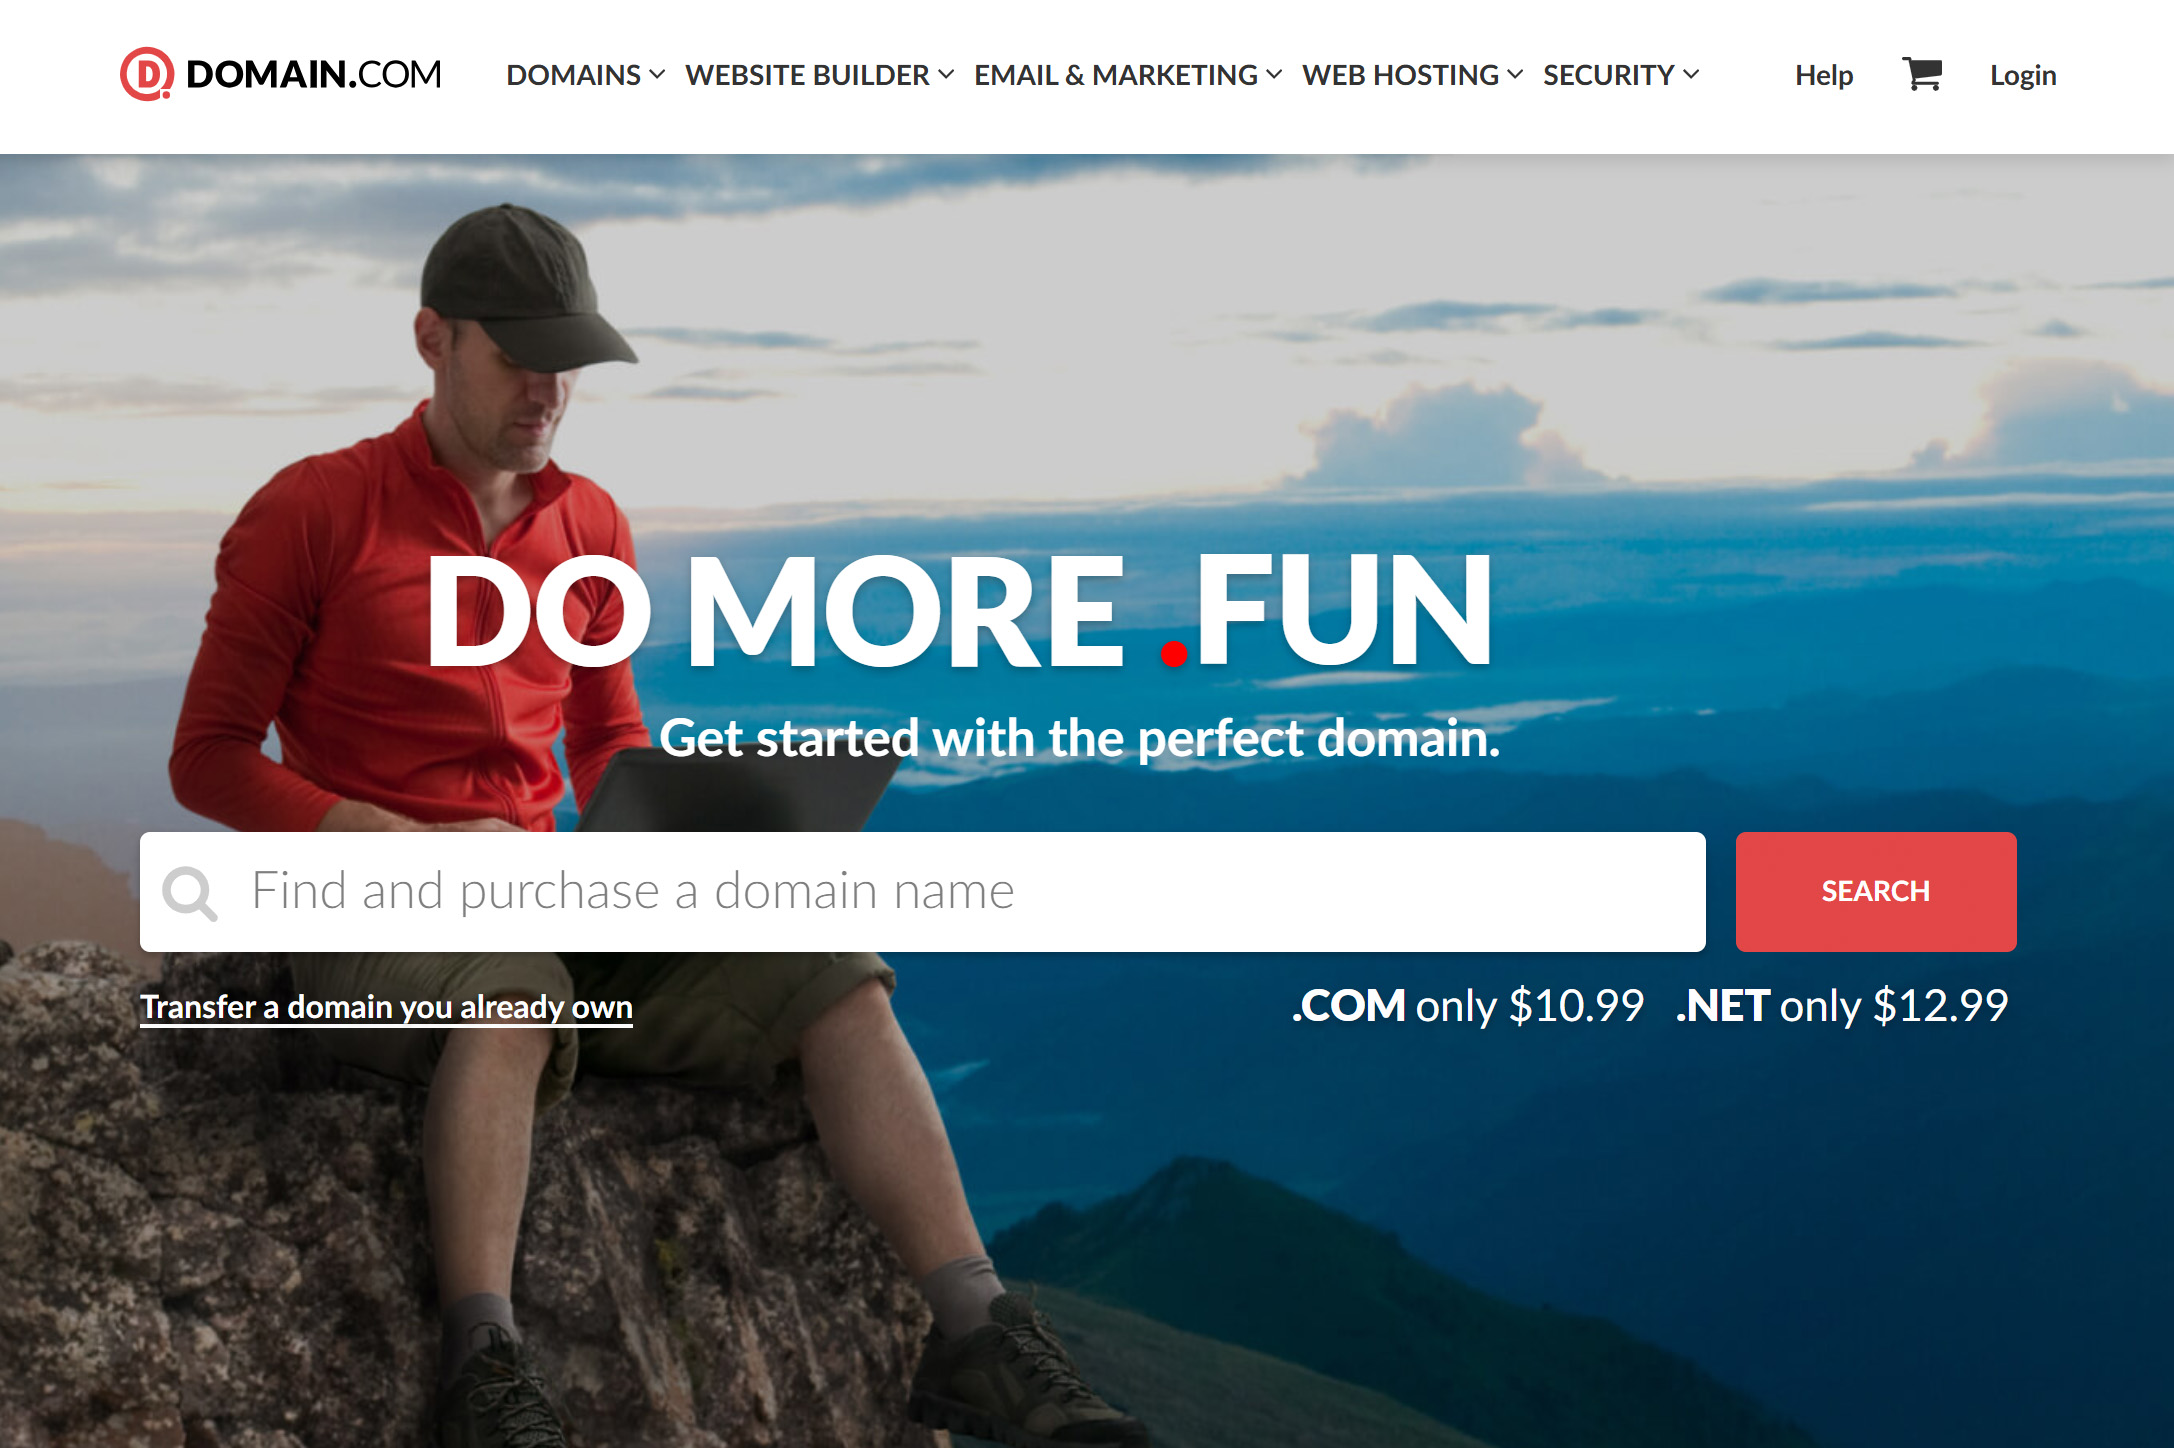 DOMAIN.COM
DOMAINS WEBSITE BUILDER EMAIL & MARKETING WEB HOSTING SECURITY Help Login
DO MORE .FUN
Get started with the perfect domain.
Find and purchase a domain name
SEARCH
Transfer a domain you already own
.COM only $10.99 .NET only $12.99